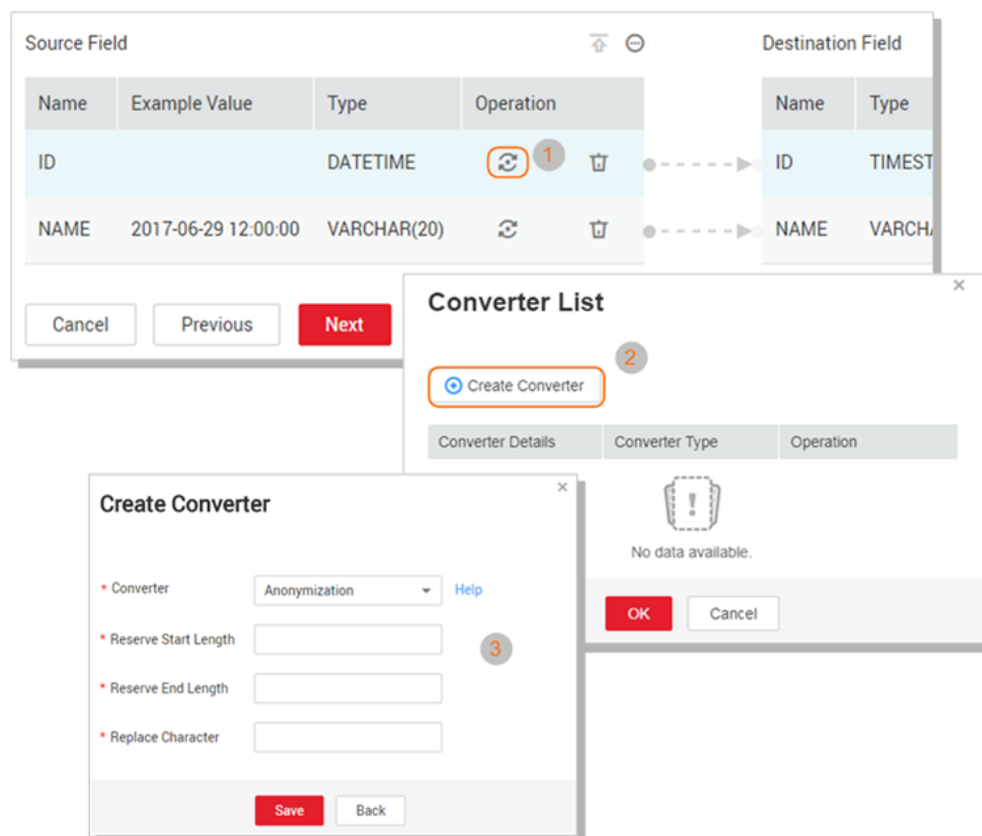 Source Field Destination Field
Name Example Value Type Operation Name Type
ID DATETIME 1 ID TIMEST
NAME 2017-06-29 12:00:00 VARCHAR(20) NAME VARCHA
Cancel Previous Next
Converter List
2
Create Converter
Converter Details Converter Type Operation
No data available.
OK Cancel
Create Converter
* Converter Anonymization Help
* Reserve Start Length
3
* Reserve End Length
* Replace Character
Save Back